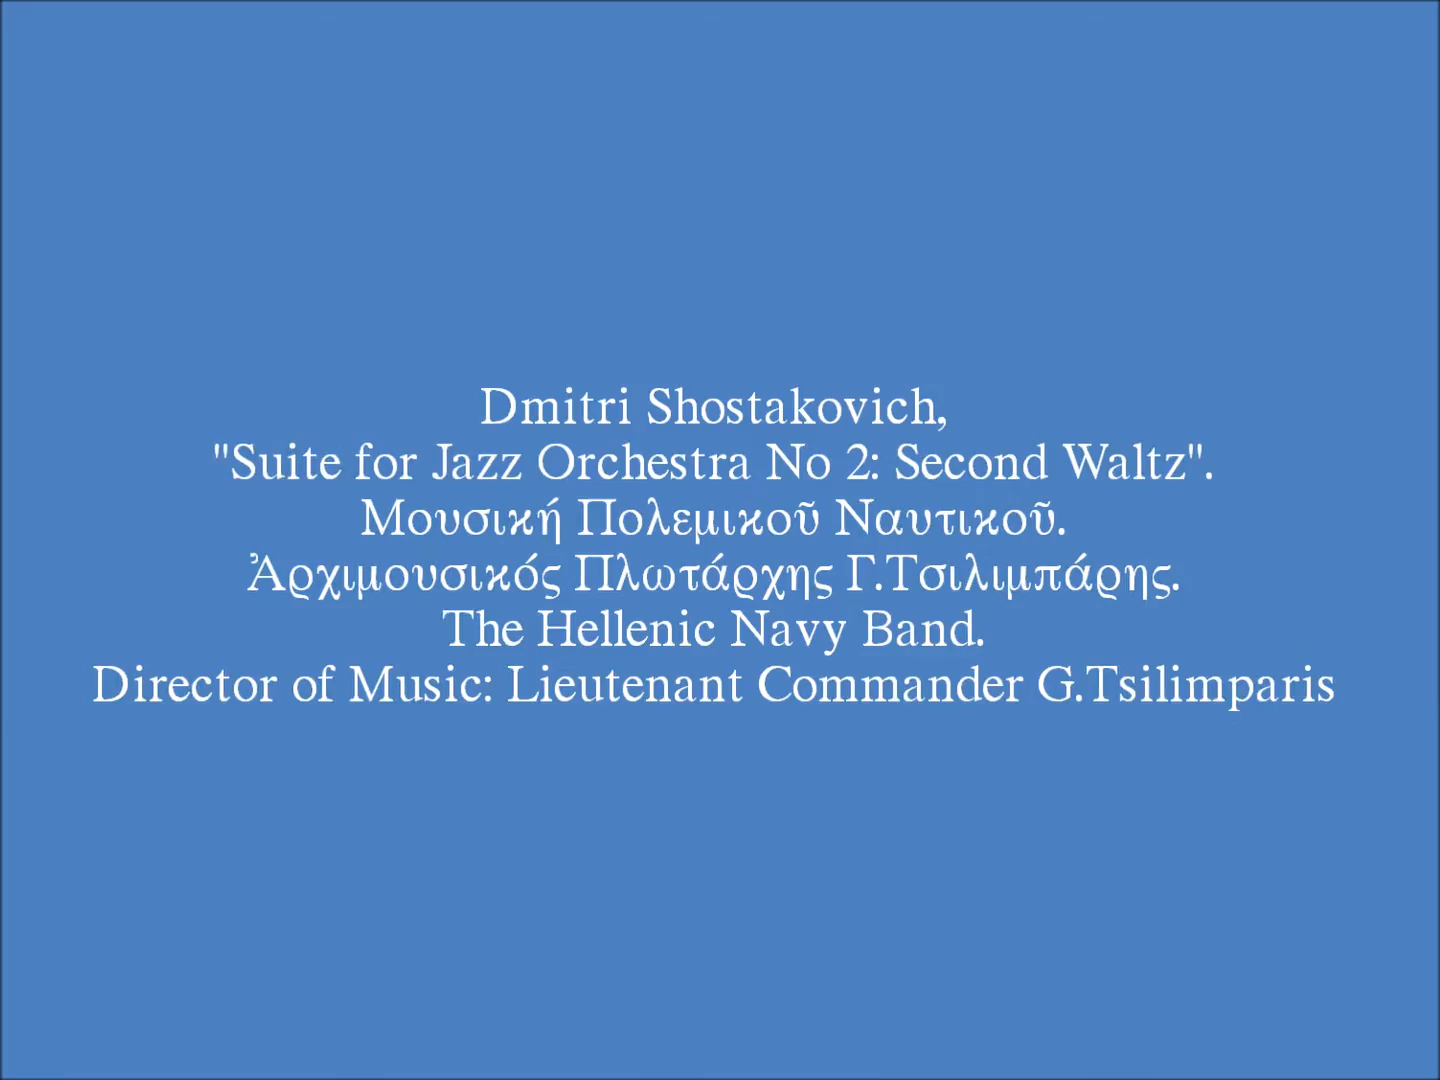 Dmitri Shostakovich,
"Suite for Jazz Orchestra No 2: Second Waltz".
Μουσική Πολεμικοῦ Ναυτικοῦ.
Ἀρχιμουσικός Πλωτάρχης Γ.Τσιλιμπάρης.
The Hellenic Navy Band.
Director of Music: Lieutenant Commander G.Tsilimparis